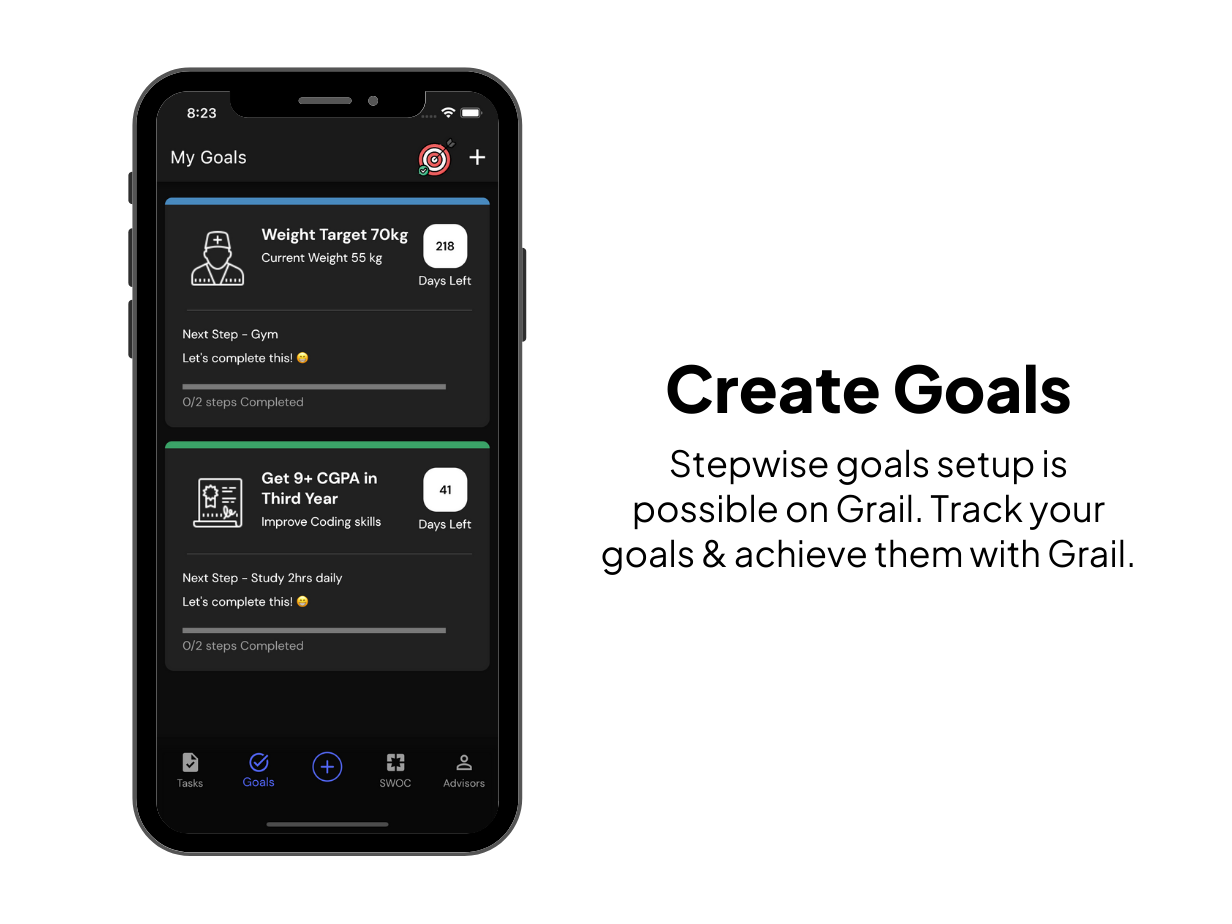 8:23
My Goals
Weight Target 70kg
Current Weight 55 kg
218
Days Left
Next Step - Gym
Let's complete this! 😁
0/2 steps Completed
Get 9+ CGPA in
Third Year
Improve Coding skills
41
Days Left
Next Step - Study 2hrs daily
Let's complete this! 😁
0/2 steps Completed
Tasks
Goals
SWOC
Advisors
Create Goals
Stepwise goals setup is
possible on Grail. Track your
goals & achieve them with Grail.